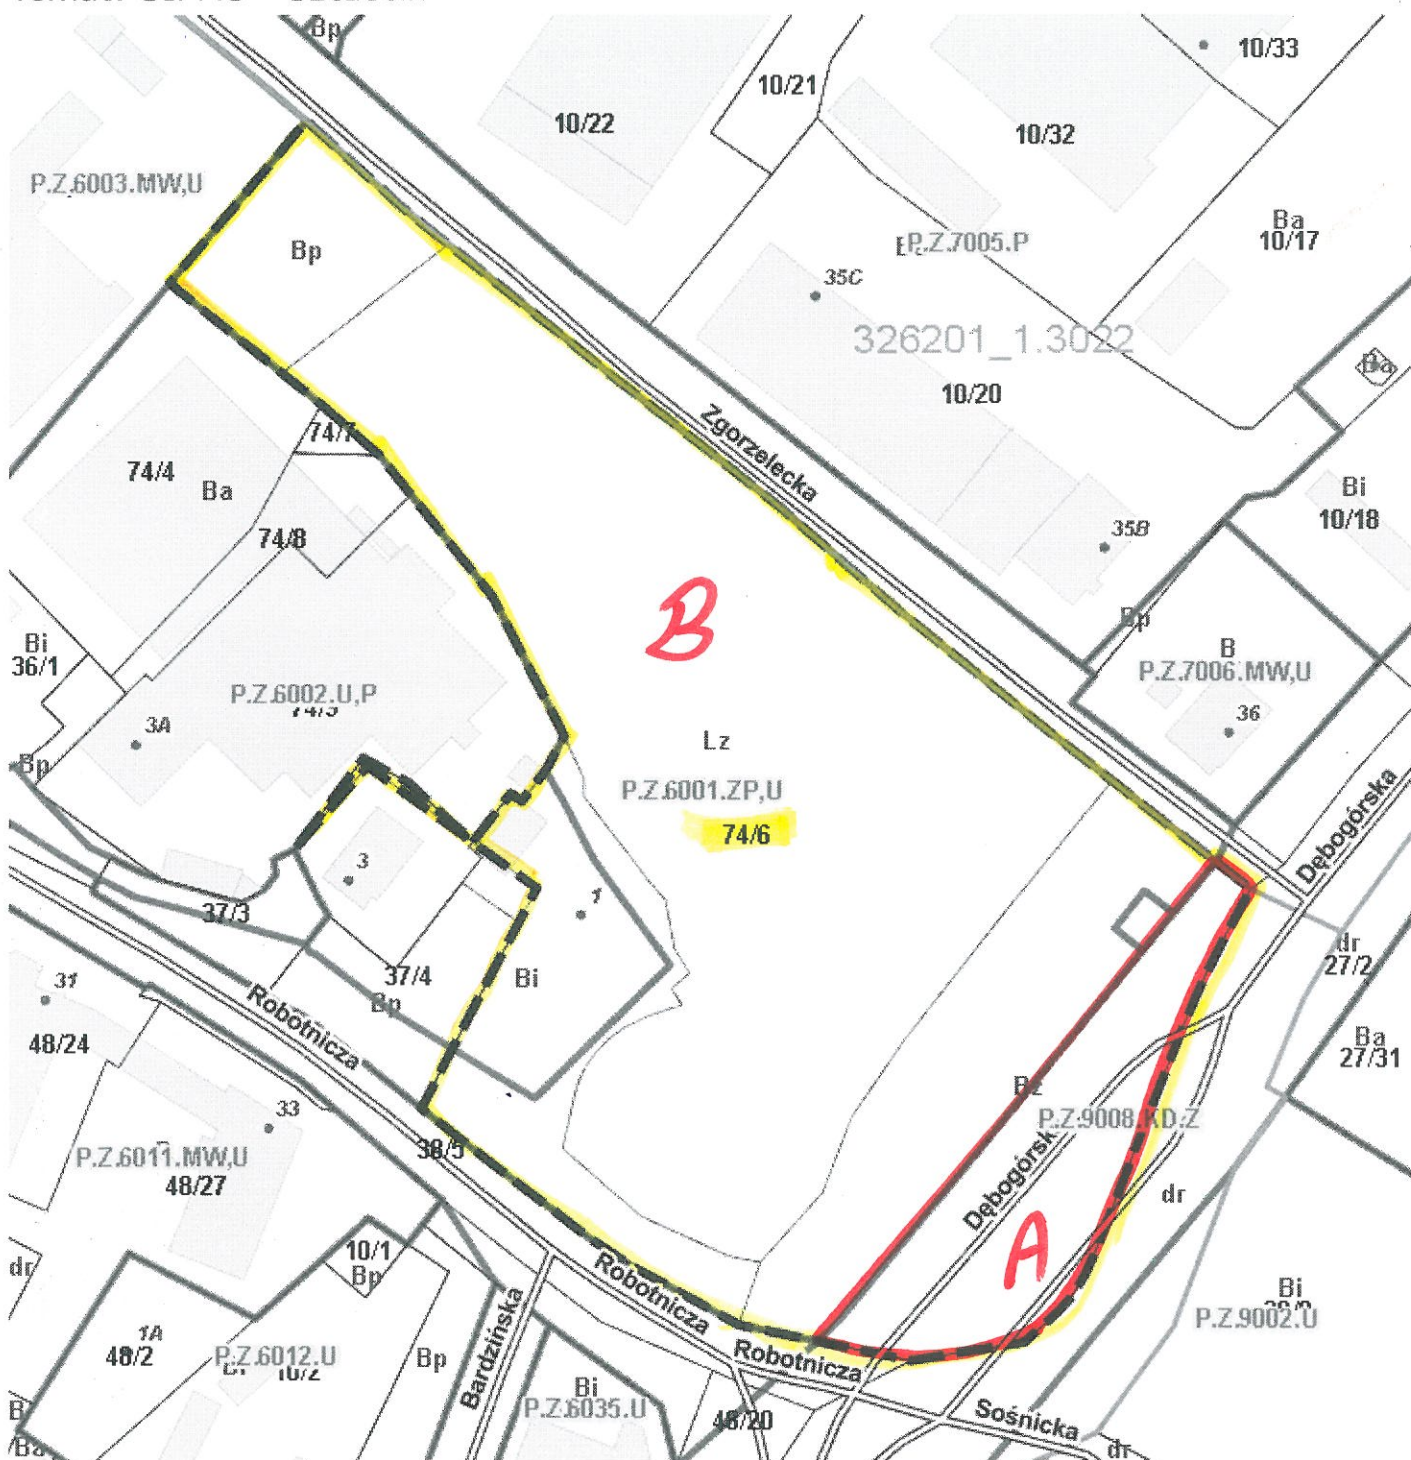 Bp
10/33
10/21
10/22
10/32
P.Z.6003.MW,U
Ba
10/17
Bp
P.Z.7005.P
35C
326201_1.3022
Ba
10/20
Zgorzelecka
74/7
74/4
Ba
Bi
10/18
74/8
35B
B
Bp
Bi
36/1
B
P.Z.7006.MW,U
P.Z.6002.U,P
36
3A
Lz
Bp
P.Z.6001.ZP,U
Dębogórska
74/6
3
37/3
1
dr
27/2
37/4
Bp
Bi
31
Robotnicza
48/24
Ba
27/31
Bz
33
P.Z.9008.KD.Z
38/5
P.Z.6011.MW,U
48/27
Dębogórska
dr
A
10/1
Bp
dr
Robotnicza
Bi
P.Z.9002.U
1A
48/2
P.Z.6012.U
Bp
Bardzińska
Robotnicza
Bi
P.Z.6035.U
48/20
Sośnicka
B
Ba
dr